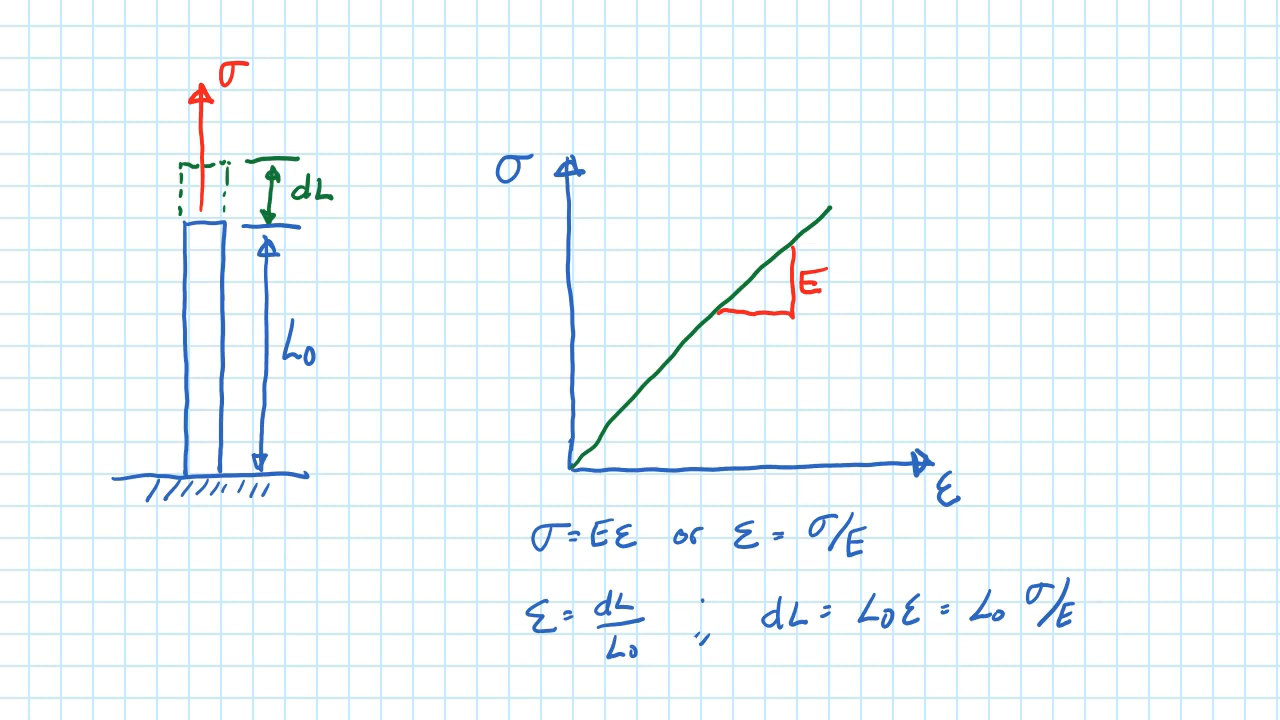 σ
dL
L₀
σ
E
ε
σ = Eε or ε = σ/E
ε = dL/L₀ ; dL = L₀ε = L₀ σ/E